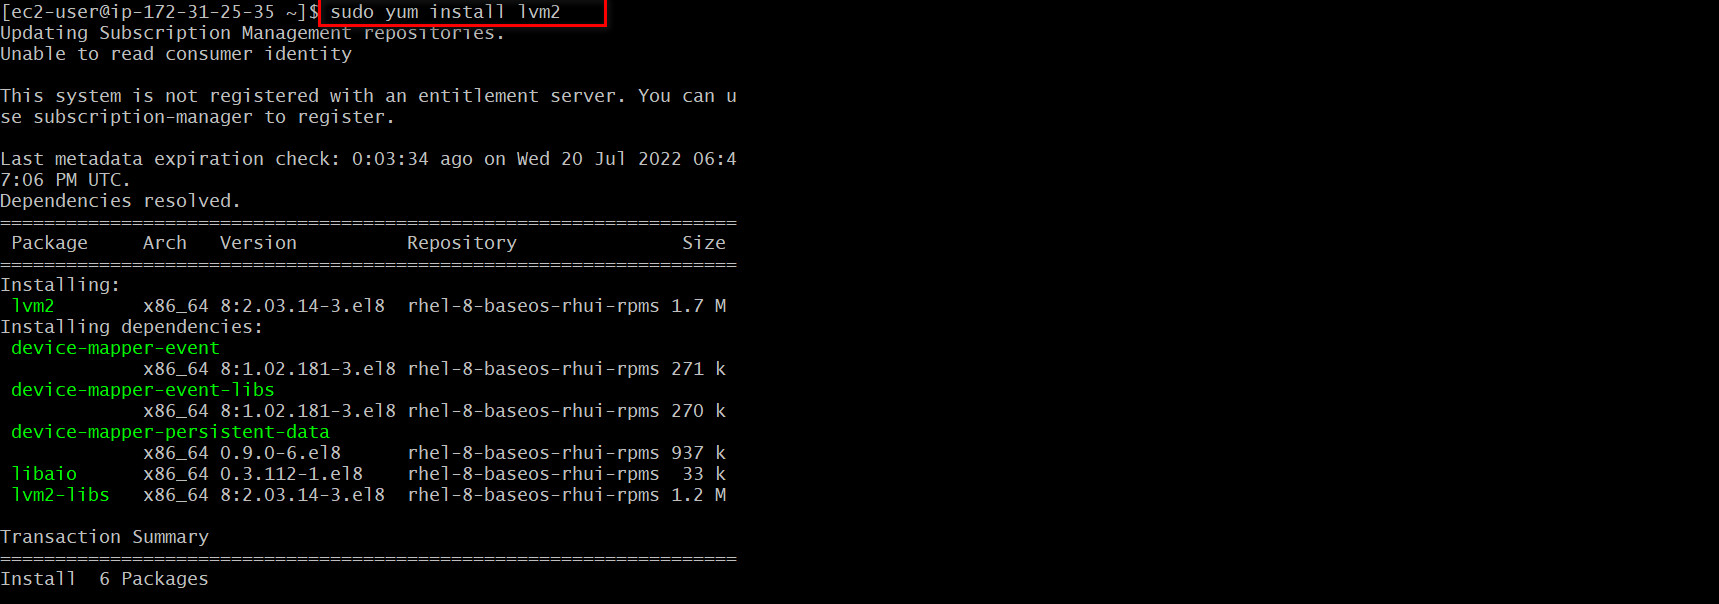 [ec2-user@ip-172-31-25-35 ~]$ sudo yum install lvm2
Updating Subscription Management repositories.
Unable to read consumer identity
This system is not registered with an entitlement server. You can u
se subscription-manager to register.
Last metadata expiration check: 0:03:34 ago on Wed 20 Jul 2022 06:4
7:06 PM UTC.
Dependencies resolved.
===================================================================
 Package     Arch   Version          Repository               Size
===================================================================
Installing:
 lvm2        x86_64 8:2.03.14-3.el8  rhel-8-baseos-rhui-rpms 1.7 M
Installing dependencies:
 device-mapper-event
             x86_64 8:1.02.181-3.el8 rhel-8-baseos-rhui-rpms 271 k
 device-mapper-event-libs
             x86_64 8:1.02.181-3.el8 rhel-8-baseos-rhui-rpms 270 k
 device-mapper-persistent-data
             x86_64 0.9.0-6.el8      rhel-8-baseos-rhui-rpms 937 k
 libaio      x86_64 0.3.112-1.el8    rhel-8-baseos-rhui-rpms  33 k
 lvm2-libs   x86_64 8:2.03.14-3.el8  rhel-8-baseos-rhui-rpms 1.2 M
Transaction Summary
===================================================================
Install  6 Packages